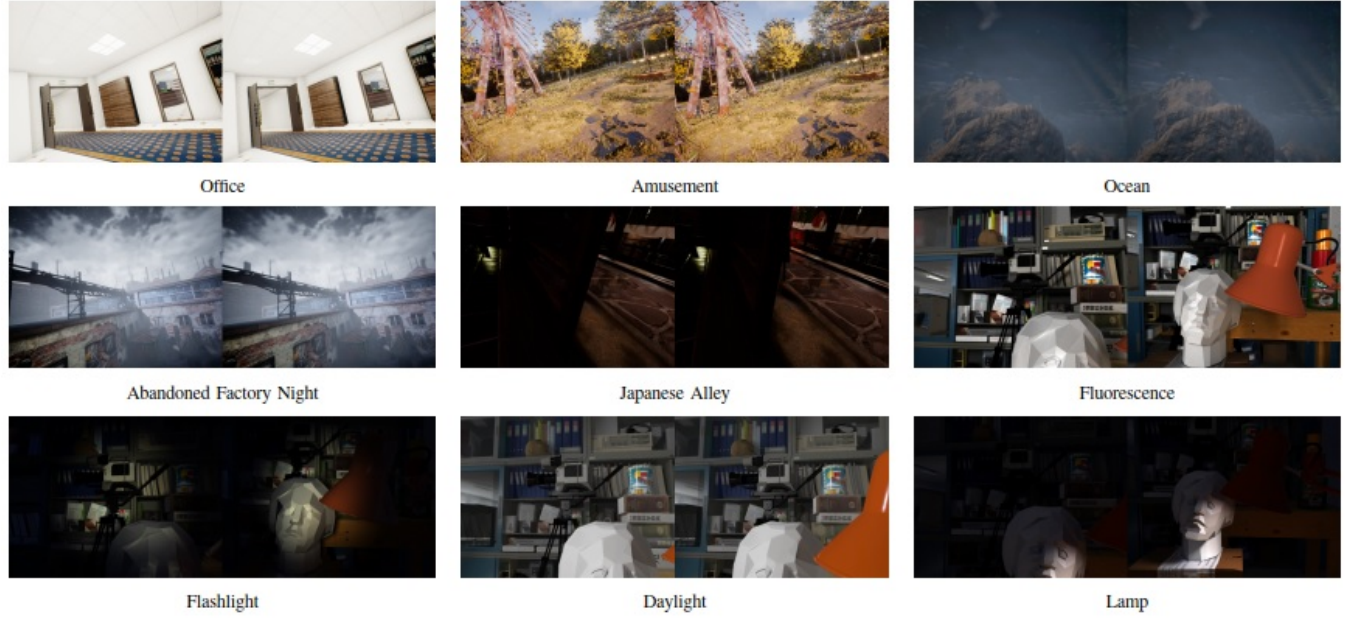 Office
Amusement
Ocean
Abandoned Factory Night
Japanese Alley
Fluorescence
Flashlight
Daylight
Lamp